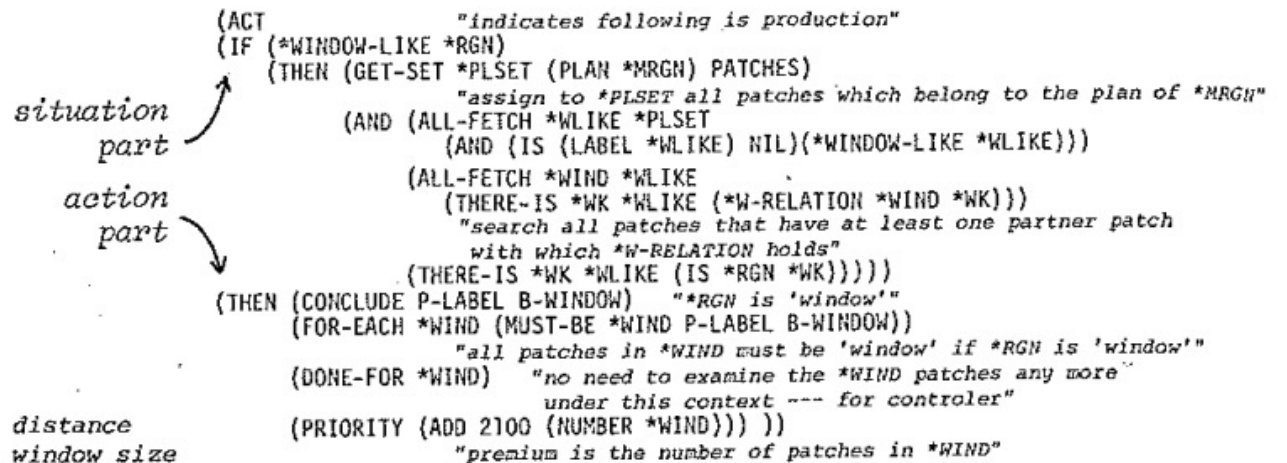 (ACT "indicates following is production"
(IF (*WINDOW-LIKE *RGN)
(THEN (GET-SET *PLSET (PLAN *MRGN) PATCHES)
"assign to *PLSET all patches which belong to the plan of *MRGN"
situation
part
(AND (ALL-FETCH *WLIKE *PLSET
(AND (IS (LABEL *WLIKE) NIL)(*WINDOW-LIKE *WLIKE)))
(ALL-FETCH *WIND *WLIKE
action
part
(THERE-IS *WK *WLIKE (*W-RELATION *WIND *WK)))
"search all patches that have at least one partner patch
with which *W-RELATION holds"
(THERE-IS *WK *WLIKE (IS *RGN *WK)))))
(THEN (CONCLUDE P-LABEL B-WINDOW) "*RGN is 'window'"
(FOR-EACH *WIND (MUST-BE *WIND P-LABEL B-WINDOW))
"all patches in *WIND must be 'window' if *RGN is 'window'"
(DONE-FOR *WIND) "no need to examine the *WIND patches any more
under this context --- for controler"
distance
window size
(PRIORITY (ADD 2100 (NUMBER *WIND))) ))
"premium is the number of patches in *WIND"